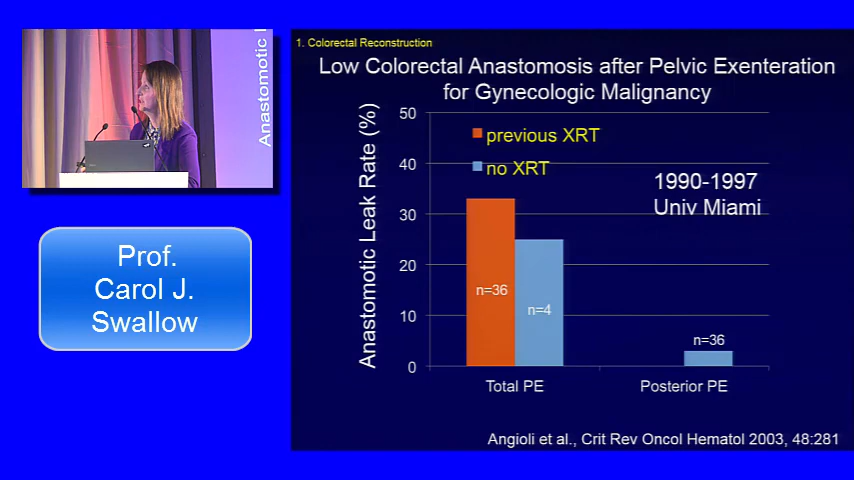 Anastomotic l
Prof.
Carol J.
Swallow
1. Colorectal Reconstruction
Low Colorectal Anastomosis after Pelvic Exenteration
for Gynecologic Malignancy
Anastomotic Leak Rate (%)
50
40
30
20
10
0
previous XRT
no XRT
1990-1997
Univ Miami
n=36
n=4
n=36
Total PE
Posterior PE
Angioli et al., Crit Rev Oncol Hematol 2003, 48:281